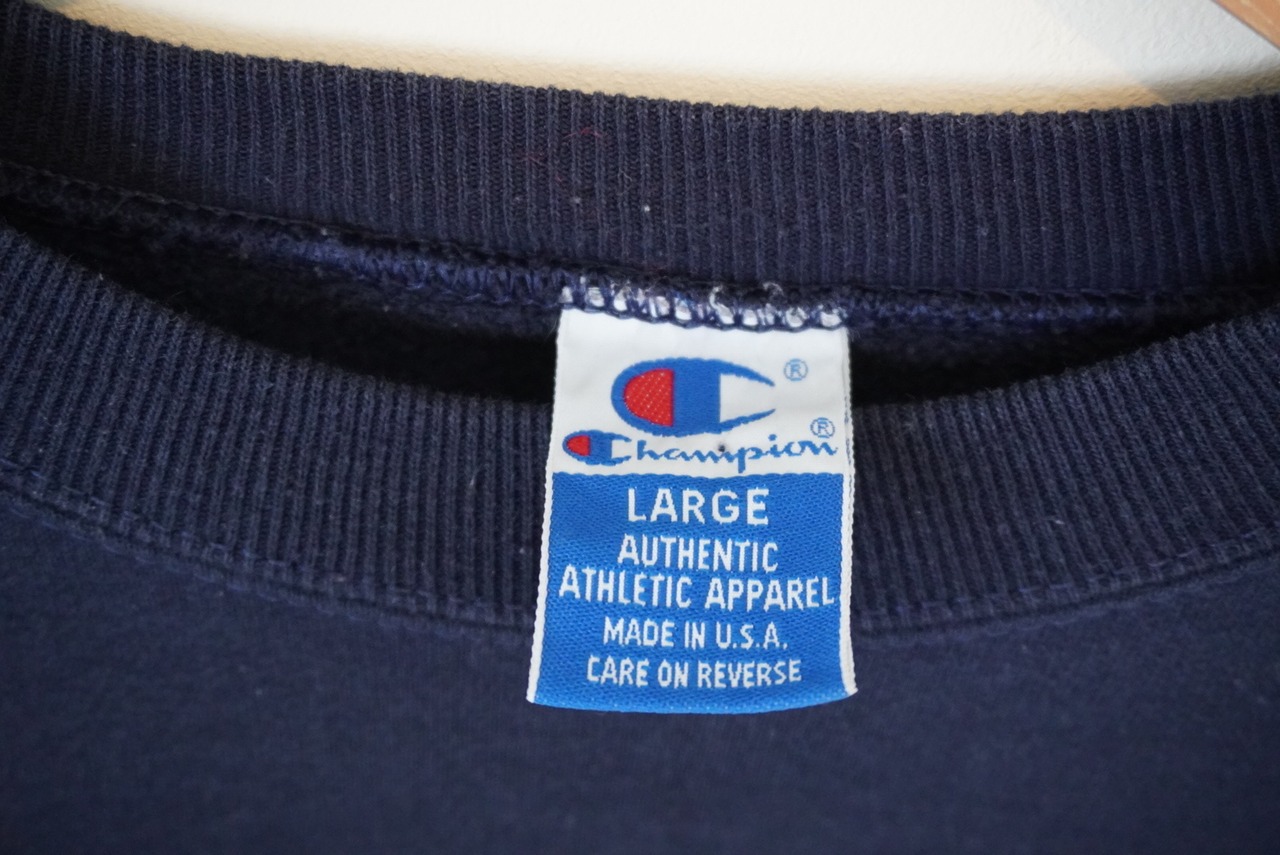 ®
Champion®
LARGE
AUTHENTIC
ATHLETIC APPAREL
MADE IN U.S.A.
CARE ON REVERSE